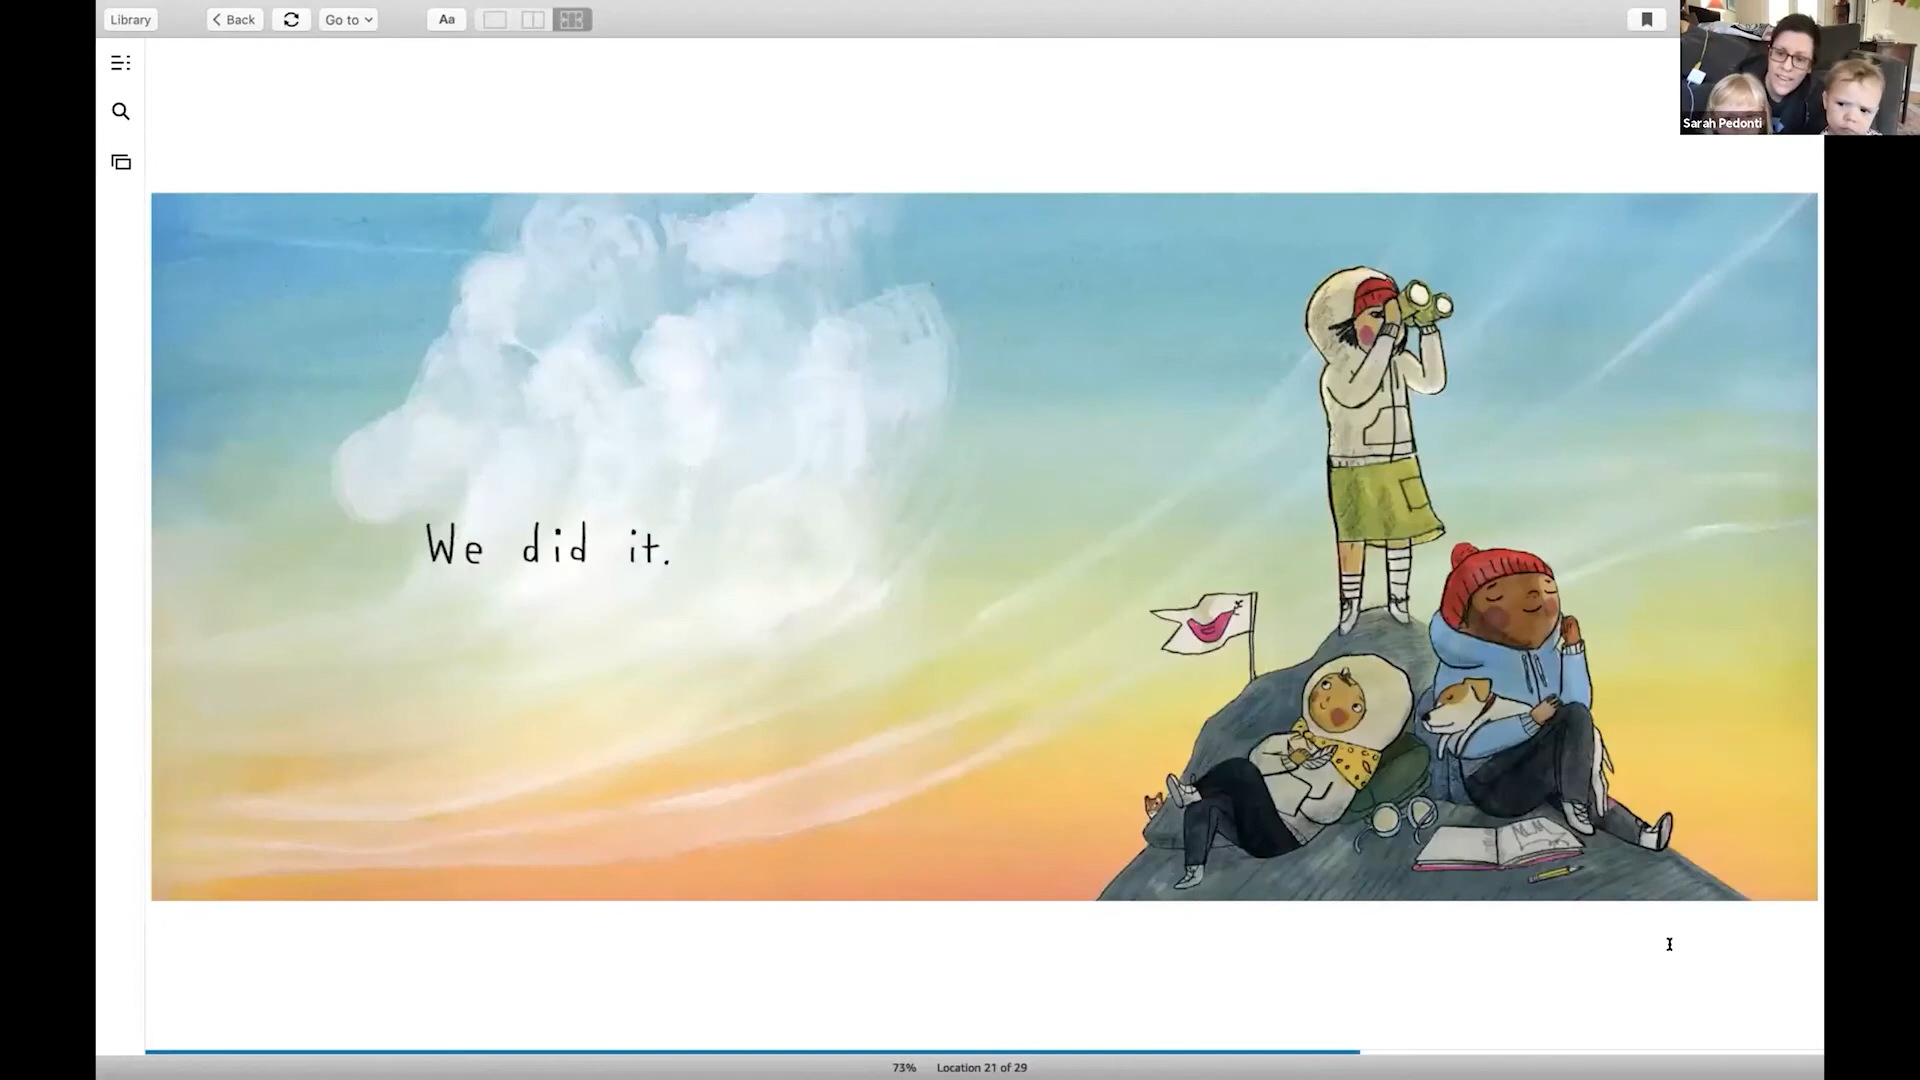 Library Back Go to Aa
Sarah Pedonti
We did it.
73% Location 21 of 29